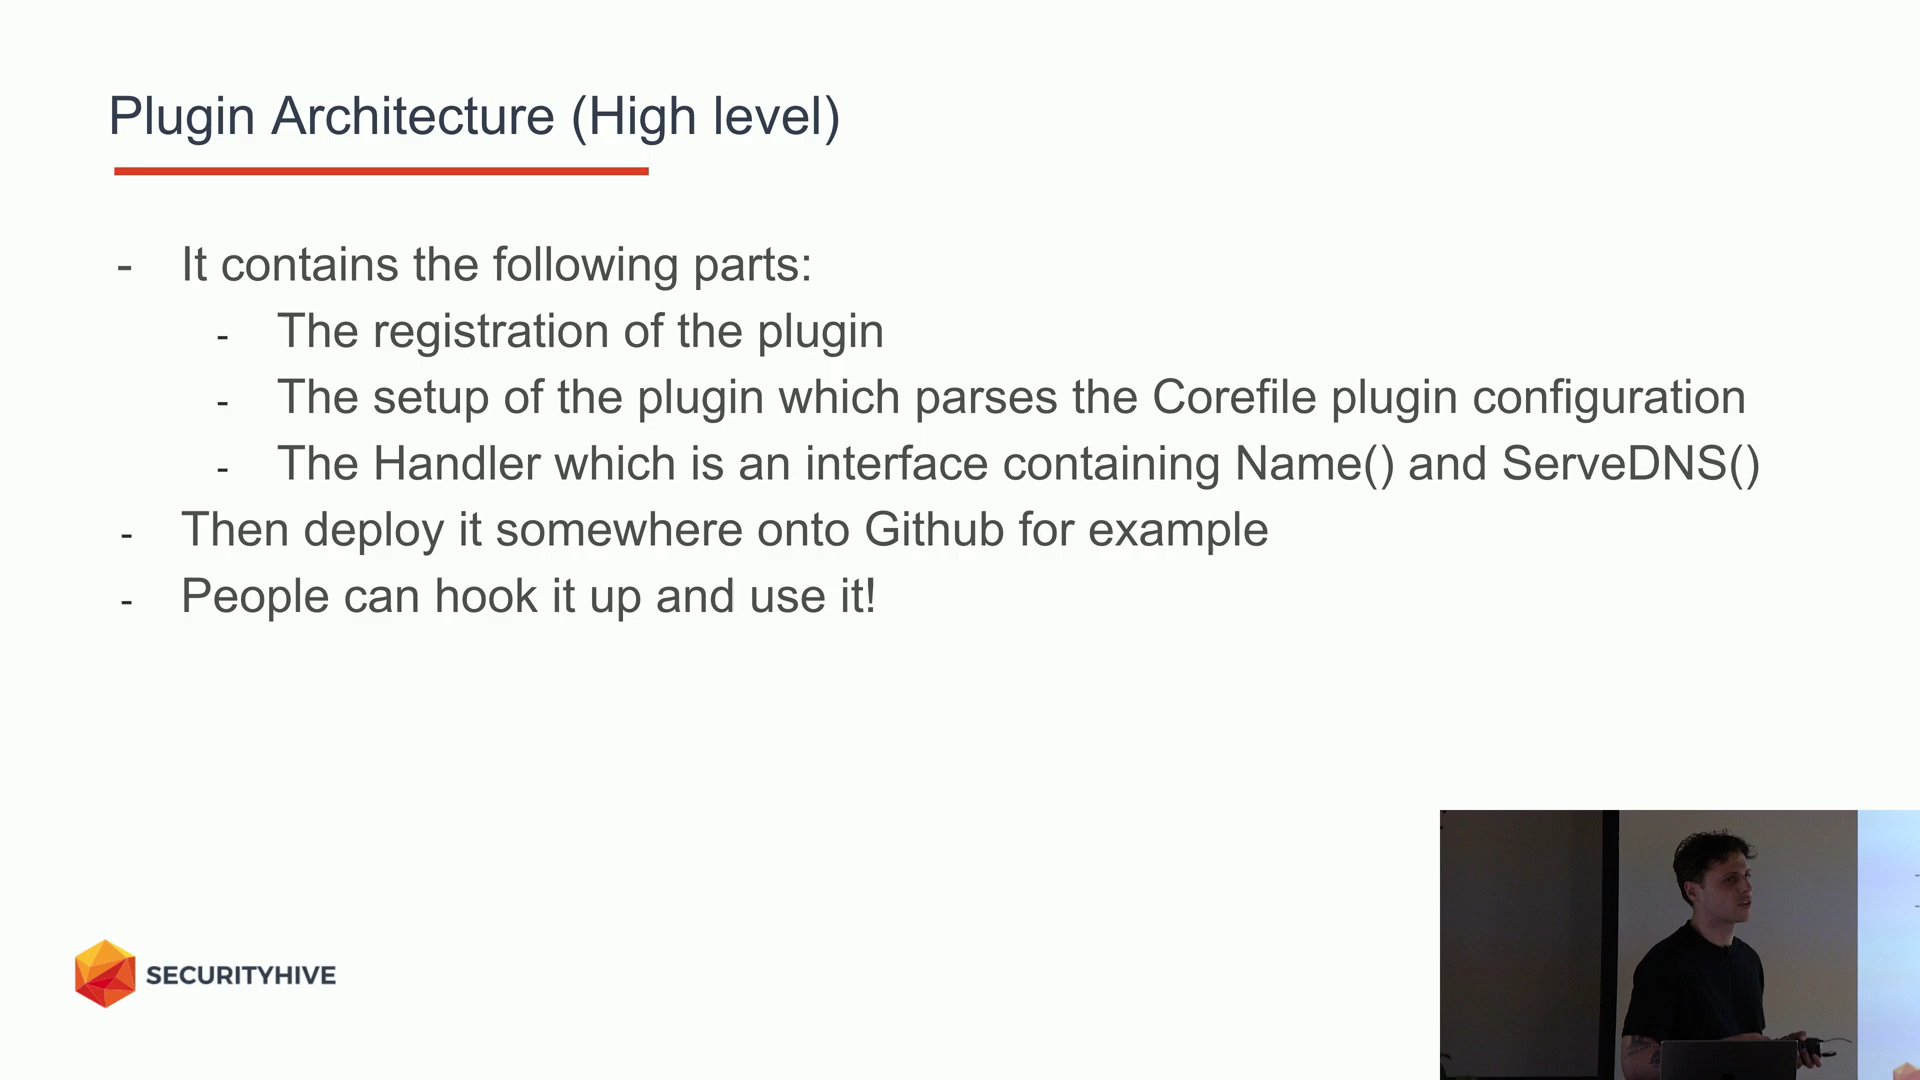 Plugin Architecture (High level)
- It contains the following parts:
- The registration of the plugin
- The setup of the plugin which parses the Corefile plugin configuration
- The Handler which is an interface containing Name() and ServeDNS()
- Then deploy it somewhere onto Github for example
- People can hook it up and use it!
SECURITYHIVE